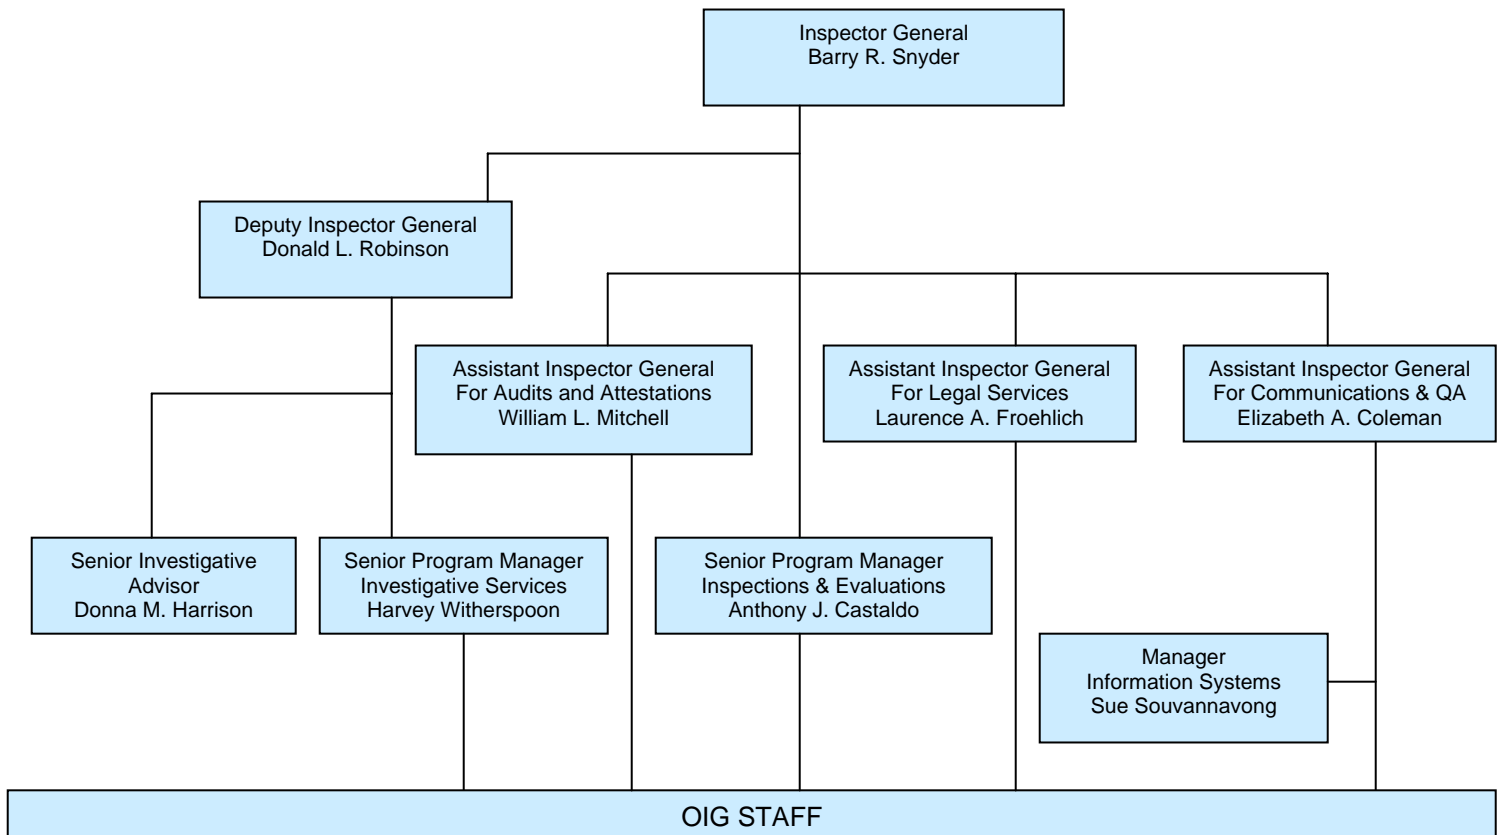 Inspector General
Barry R. Snyder
Deputy Inspector General
Donald L. Robinson
Assistant Inspector General
For Audits and Attestations
William L. Mitchell
Assistant Inspector General
For Legal Services
Laurence A. Froehlich
Assistant Inspector General
For Communications & QA
Elizabeth A. Coleman
Senior Investigative
Advisor
Donna M. Harrison
Senior Program Manager
Investigative Services
Harvey Witherspoon
Senior Program Manager
Inspections & Evaluations
Anthony J. Castaldo
Manager
Information Systems
Sue Souvannavong
OIG STAFF